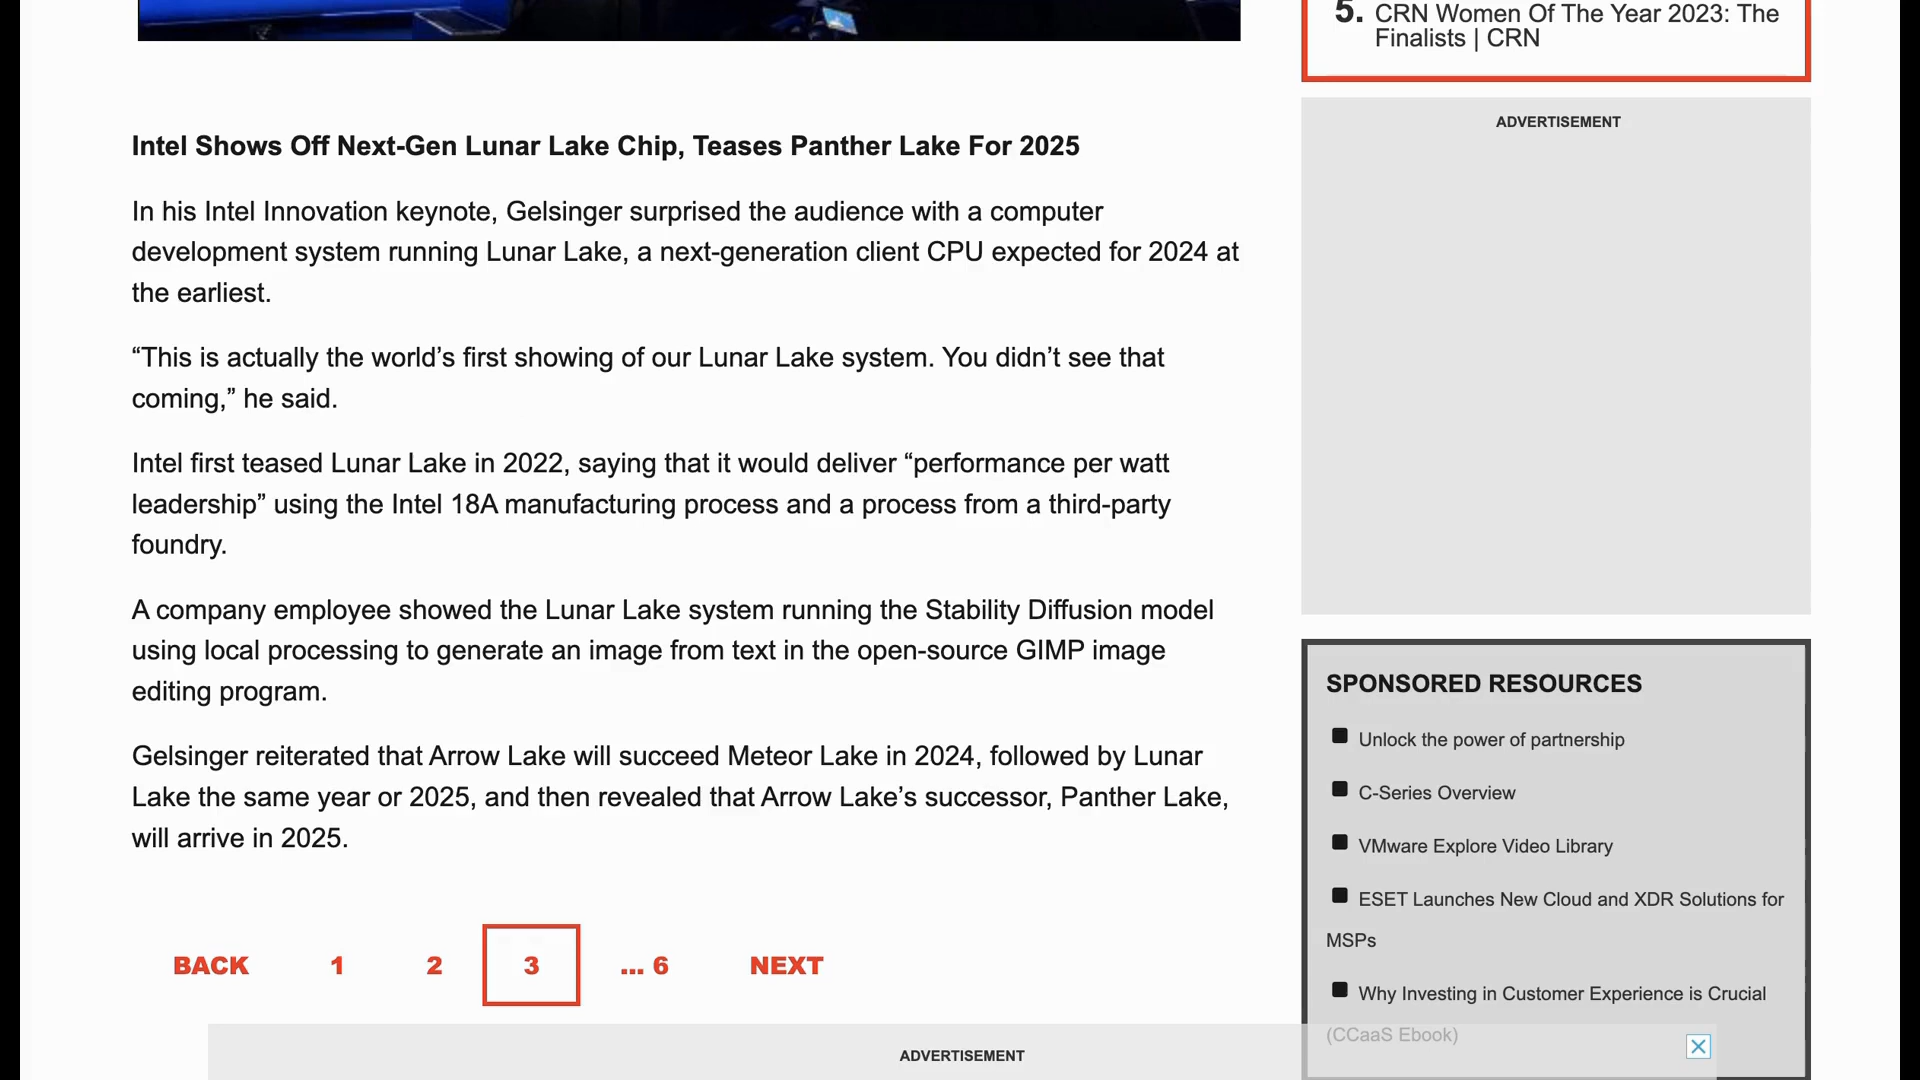 5. CRN Women Of The Year 2023: The
Finalists | CRN
ADVERTISEMENT
Intel Shows Off Next-Gen Lunar Lake Chip, Teases Panther Lake For 2025
In his Intel Innovation keynote, Gelsinger surprised the audience with a computer
development system running Lunar Lake, a next-generation client CPU expected for 2024 at
the earliest.
“This is actually the world’s first showing of our Lunar Lake system. You didn’t see that
coming,” he said.
Intel first teased Lunar Lake in 2022, saying that it would deliver “performance per watt
leadership” using the Intel 18A manufacturing process and a process from a third-party
foundry.
A company employee showed the Lunar Lake system running the Stability Diffusion model
using local processing to generate an image from text in the open-source GIMP image
editing program.
Gelsinger reiterated that Arrow Lake will succeed Meteor Lake in 2024, followed by Lunar
Lake the same year or 2025, and then revealed that Arrow Lake’s successor, Panther Lake,
will arrive in 2025.
BACK 1 2 3 ... 6 NEXT
SPONSORED RESOURCES
Unlock the power of partnership
C-Series Overview
VMware Explore Video Library
ESET Launches New Cloud and XDR Solutions for
MSPs
Why Investing in Customer Experience is Crucial
(CCaaS Ebook)
ADVERTISEMENT